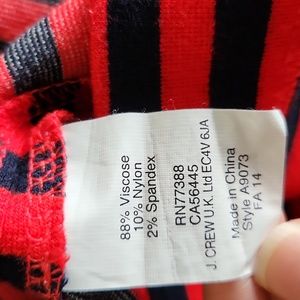 88% Viscose
10% Nylon
2% Spandex
RN77388
CA56445
J. CREW U.K. Ltd EC4V 6JA
Made in China
Style A9073
FA 14